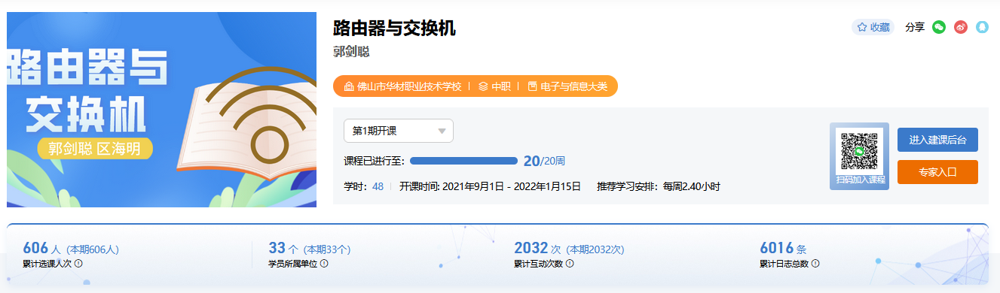 路由器与
交换机
郭剑聪 区海明
路由器与交换机
郭剑聪
收藏 分享
佛山市华材职业技术学校 | 中职 | 电子与信息大类
第1期开课
课程已进行至： 20/20周
学时：48 开课时间: 2021年9月1日 - 2022年1月15日 推荐学习安排：每周2.40小时
扫码加入课程
进入建课后台
专家入口
606 人 (本期606人)
累计选课人次
33 个 (本期33个)
学员所属单位
2032 次 (本期2032次)
累计互动次数
6016 条
累计日志总数